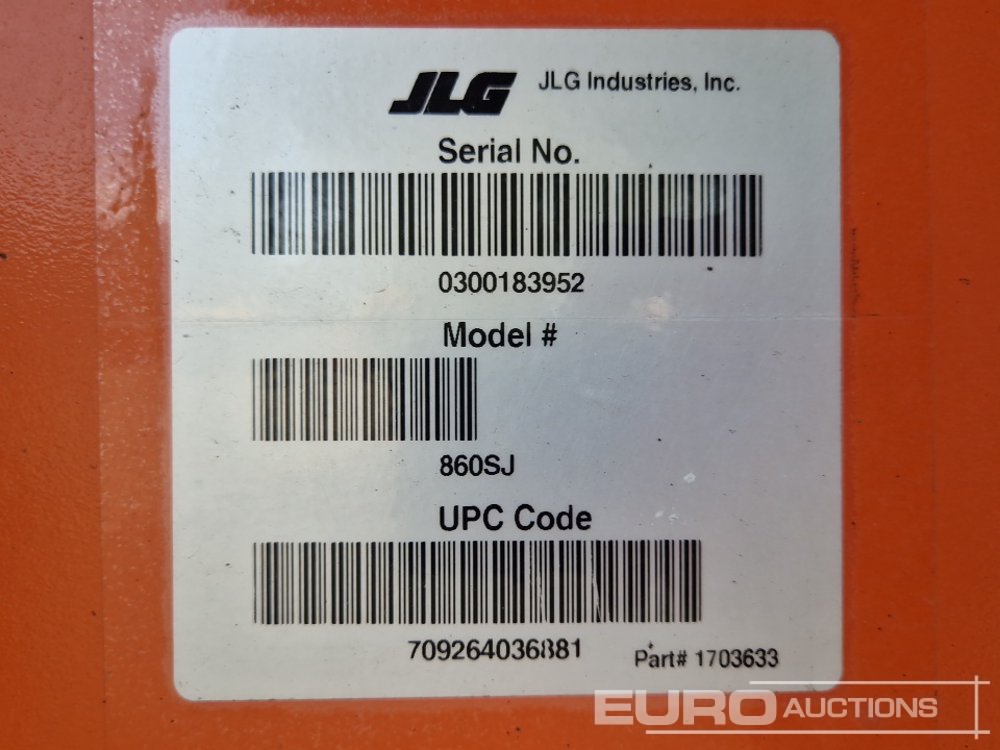 JLG JLG Industries, Inc.
Serial No.
0300183952
Model #
860SJ
UPC Code
709264036881
Part# 1703633
EURO AUCTIONS